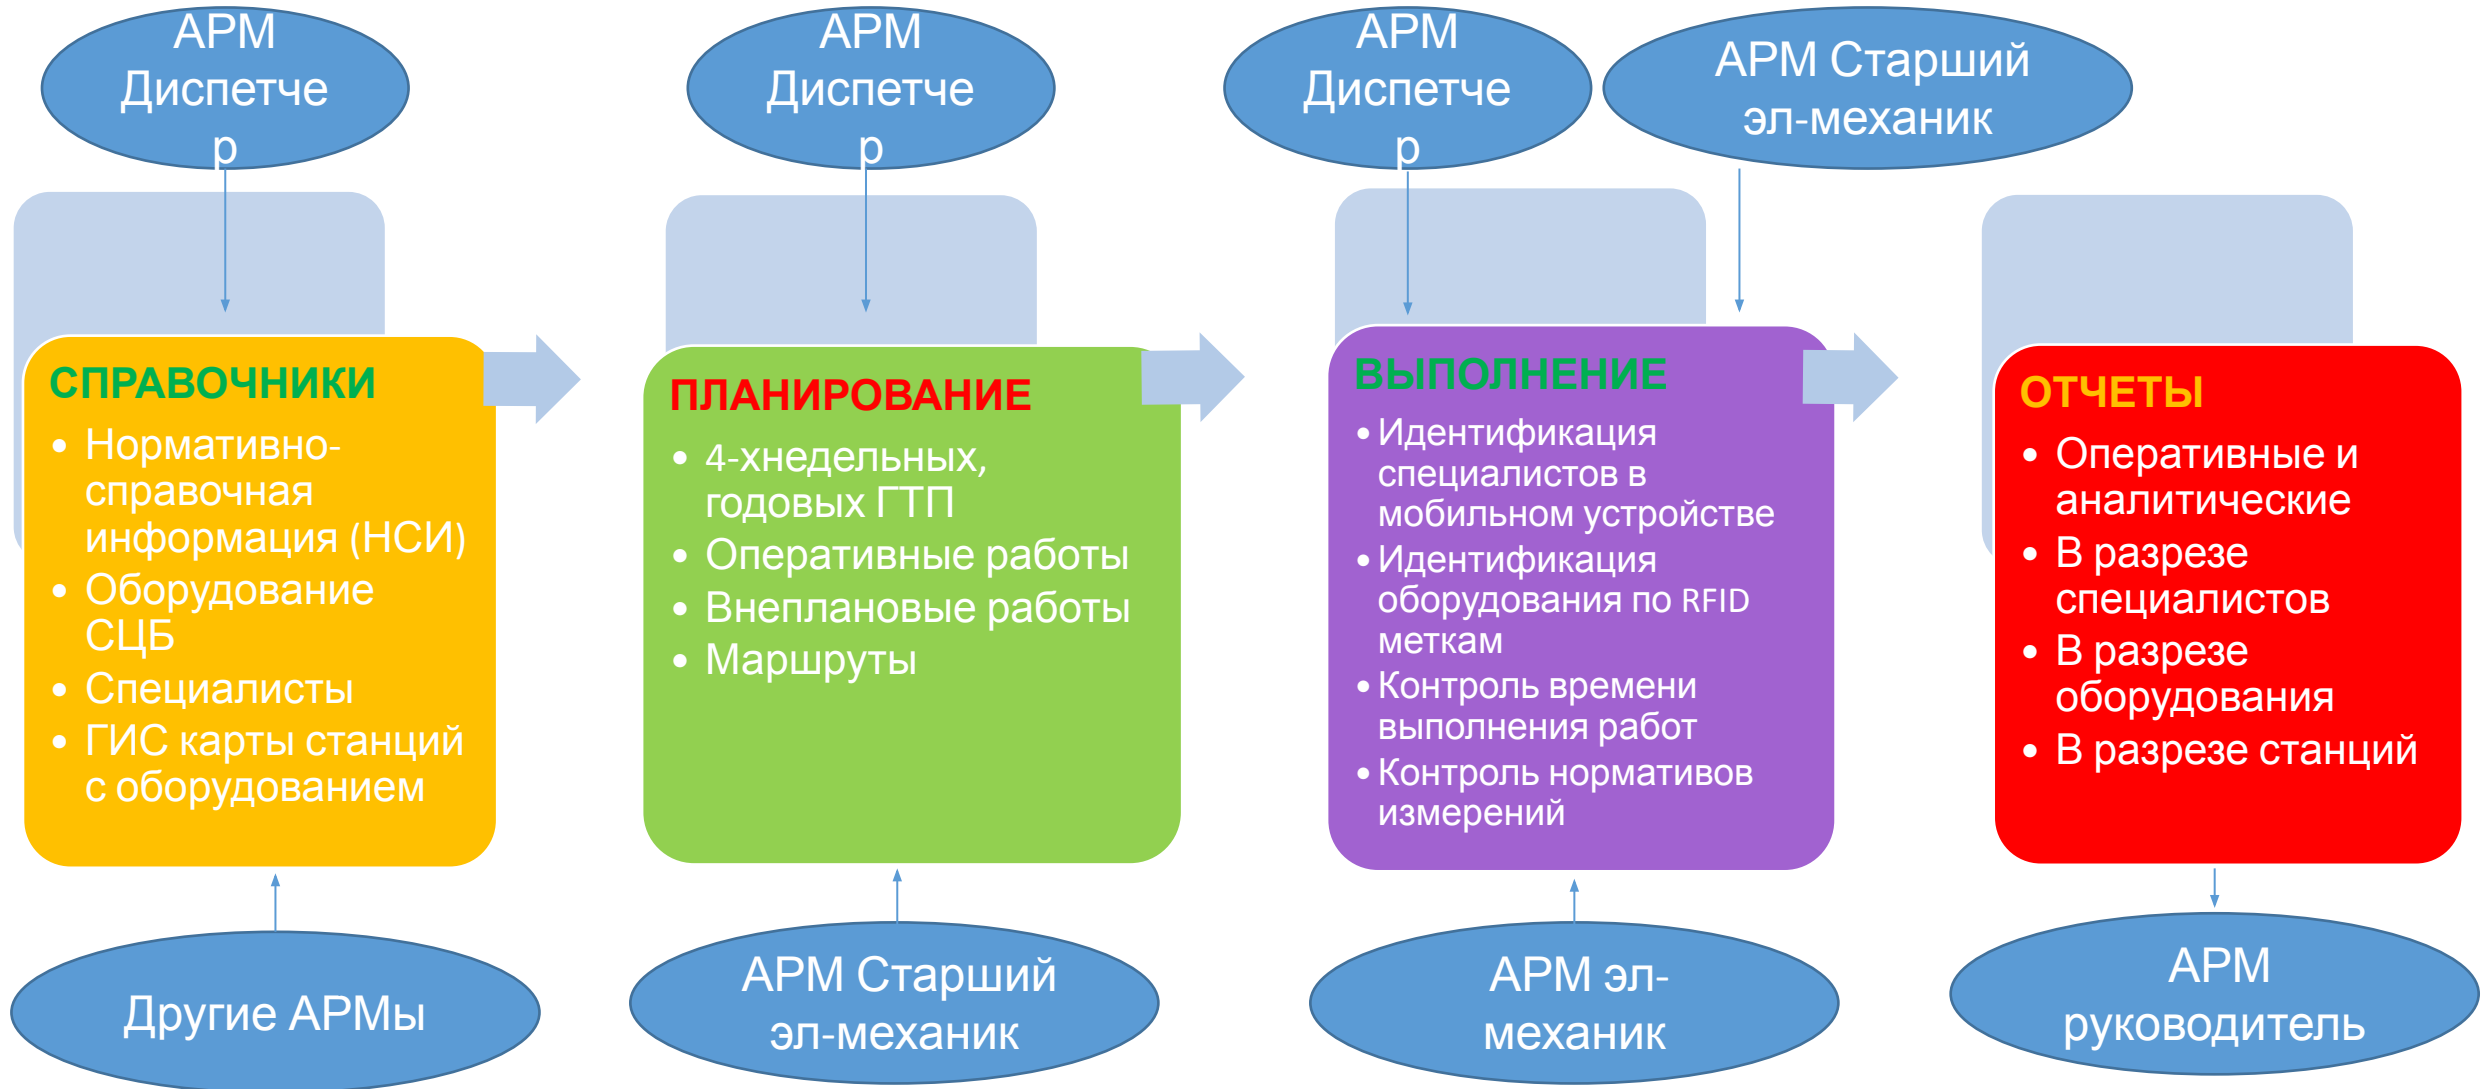 АРМ
Диспетче
р
АРМ
Диспетче
р
АРМ
Диспетче
р
АРМ Старший
эл-механик
СПРАВОЧНИКИ
• Нормативно-
справочная
информация (НСИ)
• Оборудование
СЦБ
• Специалисты
• ГИС карты станций
с оборудованием
ПЛАНИРОВАНИЕ
• 4-хнедельных,
годовых ГТП
• Оперативные работы
• Внеплановые работы
• Маршруты
ВЫПОЛНЕНИЕ
• Идентификация
специалистов в
мобильном устройстве
• Идентификация
оборудования по RFID
меткам
• Контроль времени
выполнения работ
• Контроль нормативов
измерений
ОТЧЕТЫ
• Оперативные и
аналитические
• В разрезе
специалистов
• В разрезе
оборудования
• В разрезе станций
Другие АРМы
АРМ Старший
эл-механик
АРМ эл-
механик
АРМ
руководитель